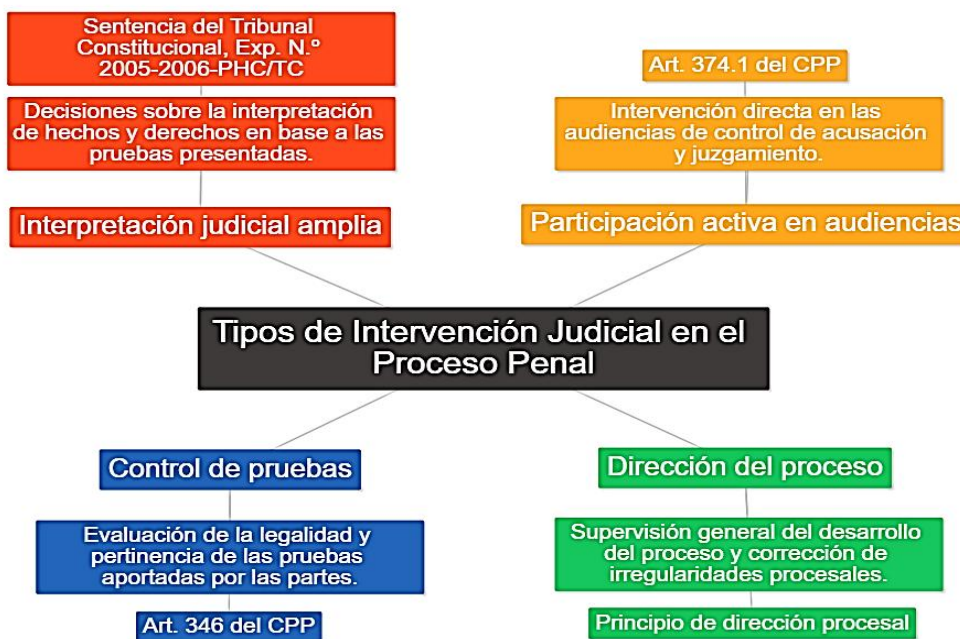 Sentencia del Tribunal
Constitucional, Exp. N.º
2005-2006-PHC/TC
Decisiones sobre la interpretación
de hechos y derechos en base a las
pruebas presentadas.
Interpretación judicial amplia
Art. 374.1 del CPP
Intervención directa en las
audiencias de control de acusación
y juzgamiento.
Participación activa en audiencias
Tipos de Intervención Judicial en el
Proceso Penal
Control de pruebas
Evaluación de la legalidad y
pertinencia de las pruebas
aportadas por las partes.
Art. 346 del CPP
Dirección del proceso
Supervisión general del desarrollo
del proceso y corrección de
irregularidades procesales.
Principio de dirección procesal